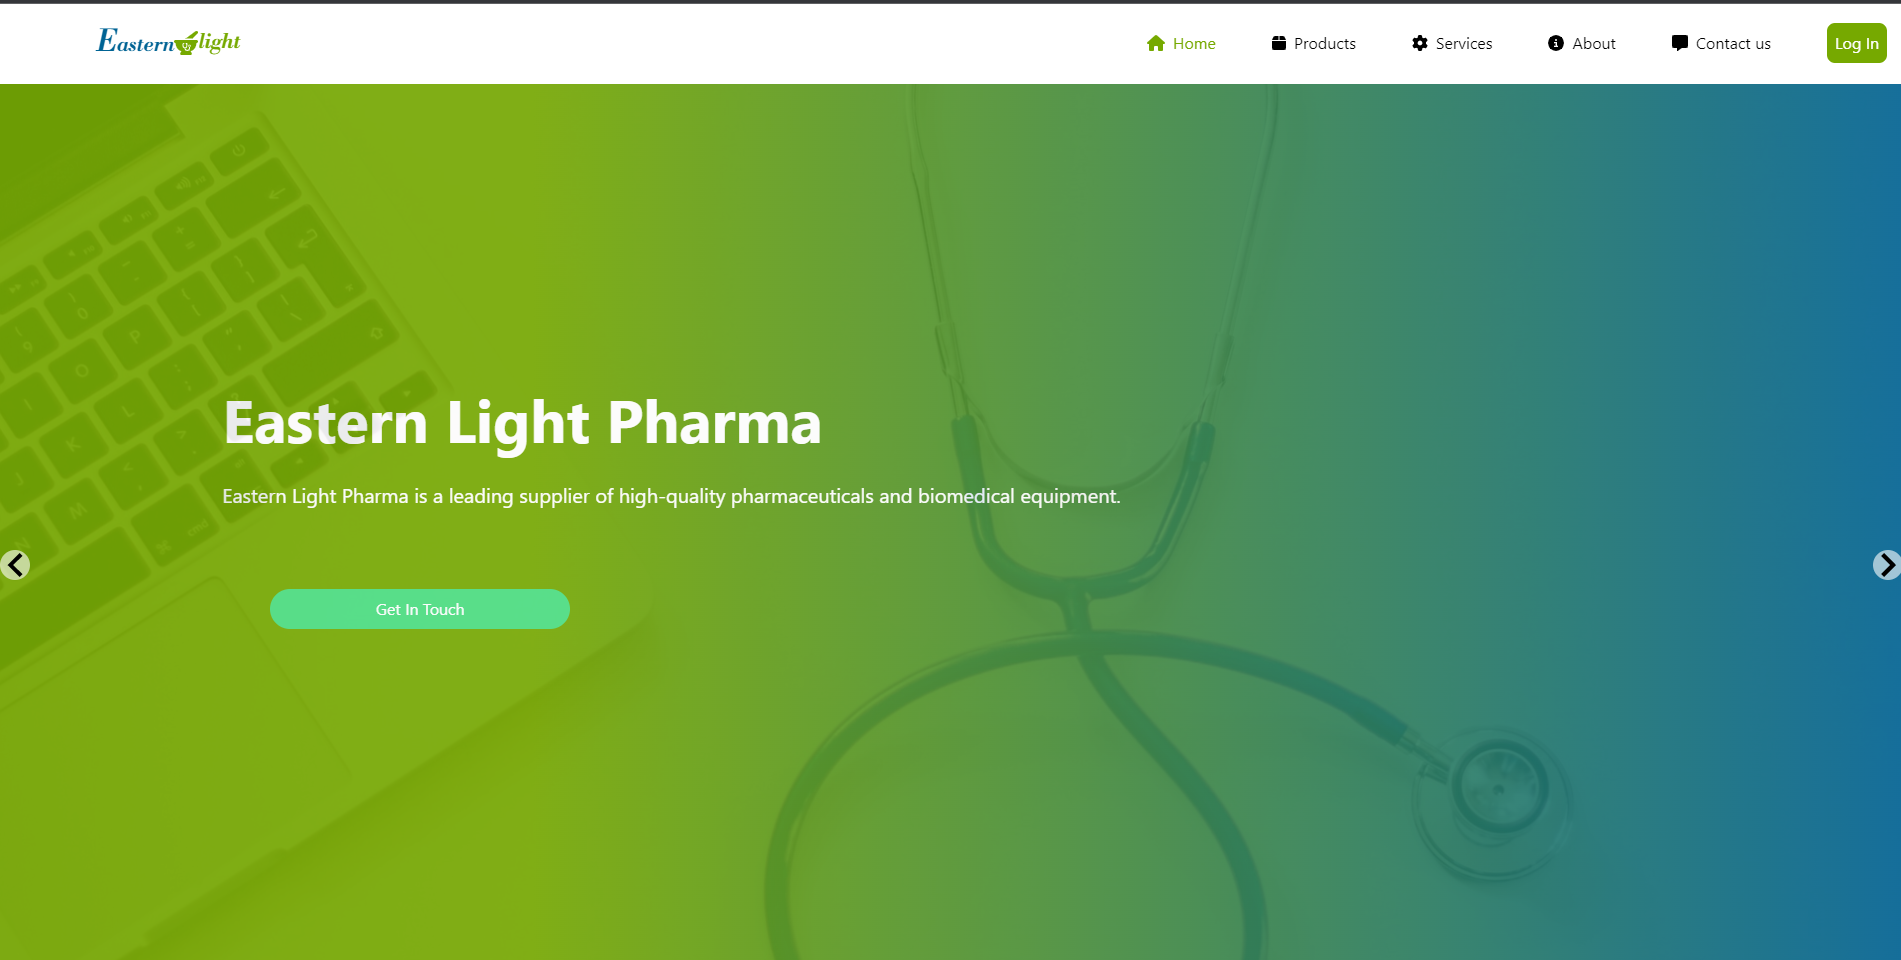 Eastern light
Home
Products
Services
About
Contact us
Log In
Eastern Light Pharma
Eastern Light Pharma is a leading supplier of high-quality pharmaceuticals and biomedical equipment.
Get In Touch